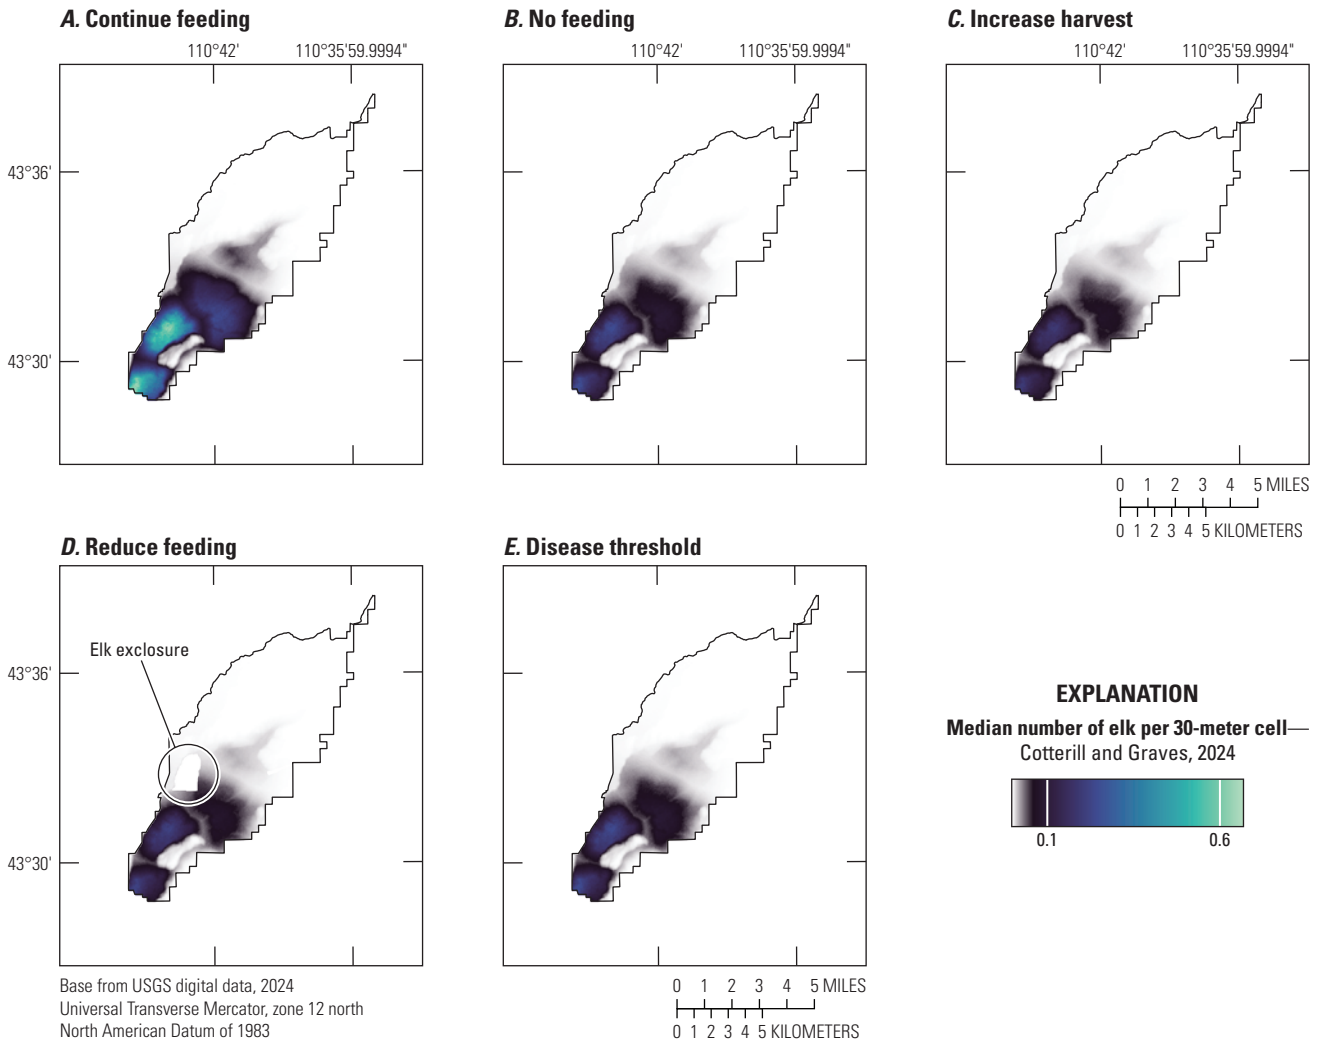 A. Continue feeding
B. No feeding
C. Increase harvest
110°42' 110°35'59.9994"
110°42' 110°35'59.9994"
110°42' 110°35'59.9994"
43°36'
43°30'
0 1 2 3 4 5 MILES
0 1 2 3 4 5 KILOMETERS
D. Reduce feeding
E. Disease threshold
Elk exclosure
43°36'
43°30'
EXPLANATION
Median number of elk per 30-meter cell—
Cotterill and Graves, 2024
0.1 0.6
Base from USGS digital data, 2024
Universal Transverse Mercator, zone 12 north
North American Datum of 1983
0 1 2 3 4 5 MILES
0 1 2 3 4 5 KILOMETERS